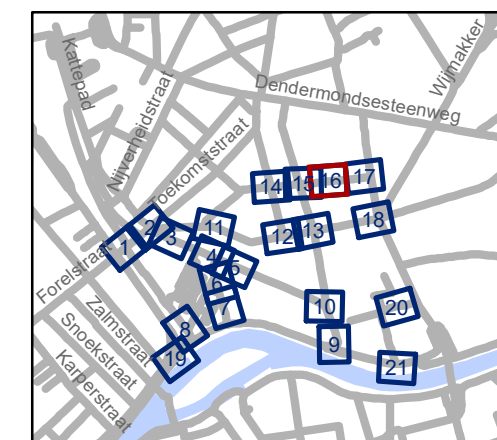 Kattepad
Nijverheidstraat
Toekomststraat
Dendermondsesteenweg
Wijmakker
14
15
16
17
11
12
13
18
1
2
3
4
5
6
7
Forelstraat
Zalmstraat
Snoekstraat
Karperstraat
8
19
10
9
20
21